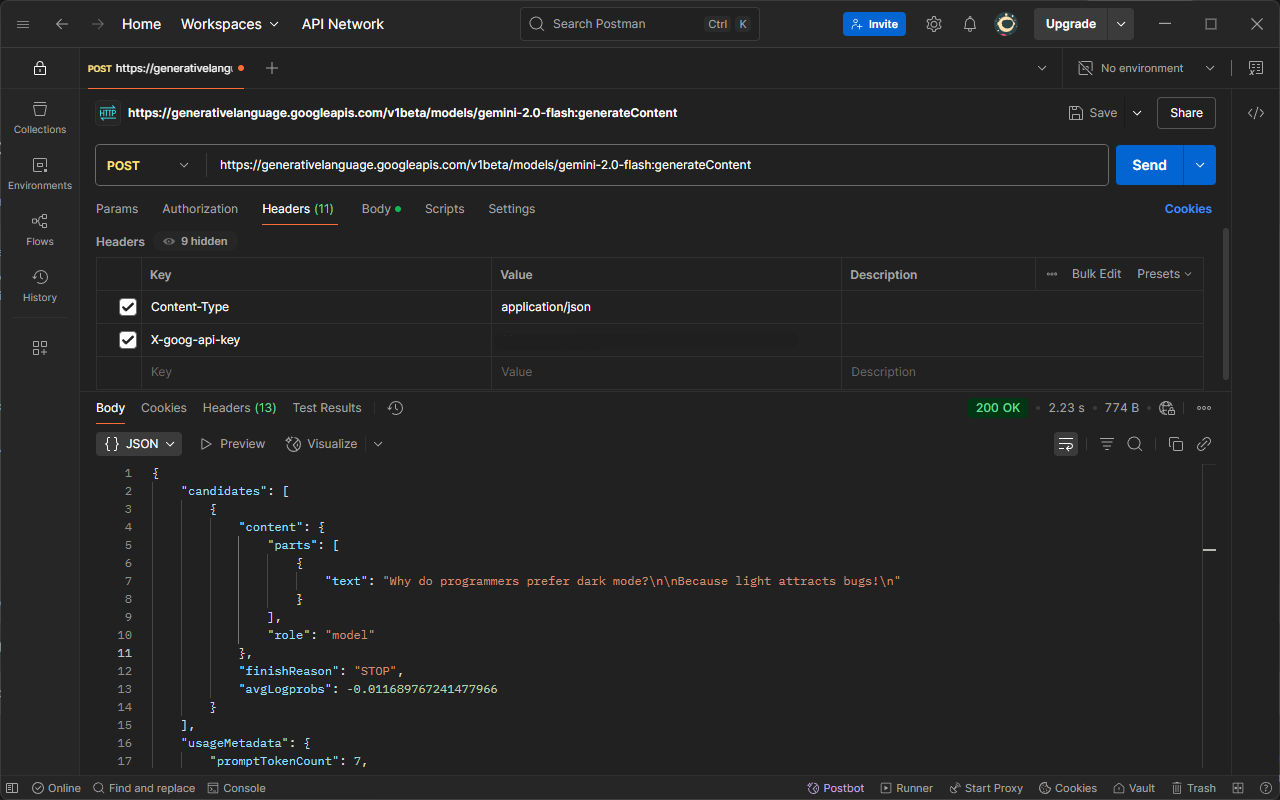 Home Workspaces API Network Search Postman Ctrl K Invite Upgrade
POST https://generativelang No environment
HTTP https://generativelanguage.googleapis.com/v1beta/models/gemini-2.0-flash:generateContent Save Share
POST https://generativelanguage.googleapis.com/v1beta/models/gemini-2.0-flash:generateContent Send
Params Authorization Headers (11) Body Scripts Settings Cookies
Headers 9 hidden
Key Value Description Bulk Edit Presets
Content-Type application/json
X-goog-api-key
Key Value Description
Collections
Environments
Flows
History
Body Cookies Headers (13) Test Results 200 OK 2.23 s 774 B
{} JSON Preview Visualize
1 {
2 "candidates": [
3 {
4 "content": {
5 "parts": [
6 {
7 "text": "Why do programmers prefer dark mode?\n\nBecause light attracts bugs!\n"
8 }
9 ],
10 "role": "model"
11 },
12 "finishReason": "STOP",
13 "avgLogprobs": -0.011689767241477966
14 }
15 ],
16 "usageMetadata": {
17 "promptTokenCount": 7,
Online Find and replace Console Postbot Runner Start Proxy Cookies Vault Trash